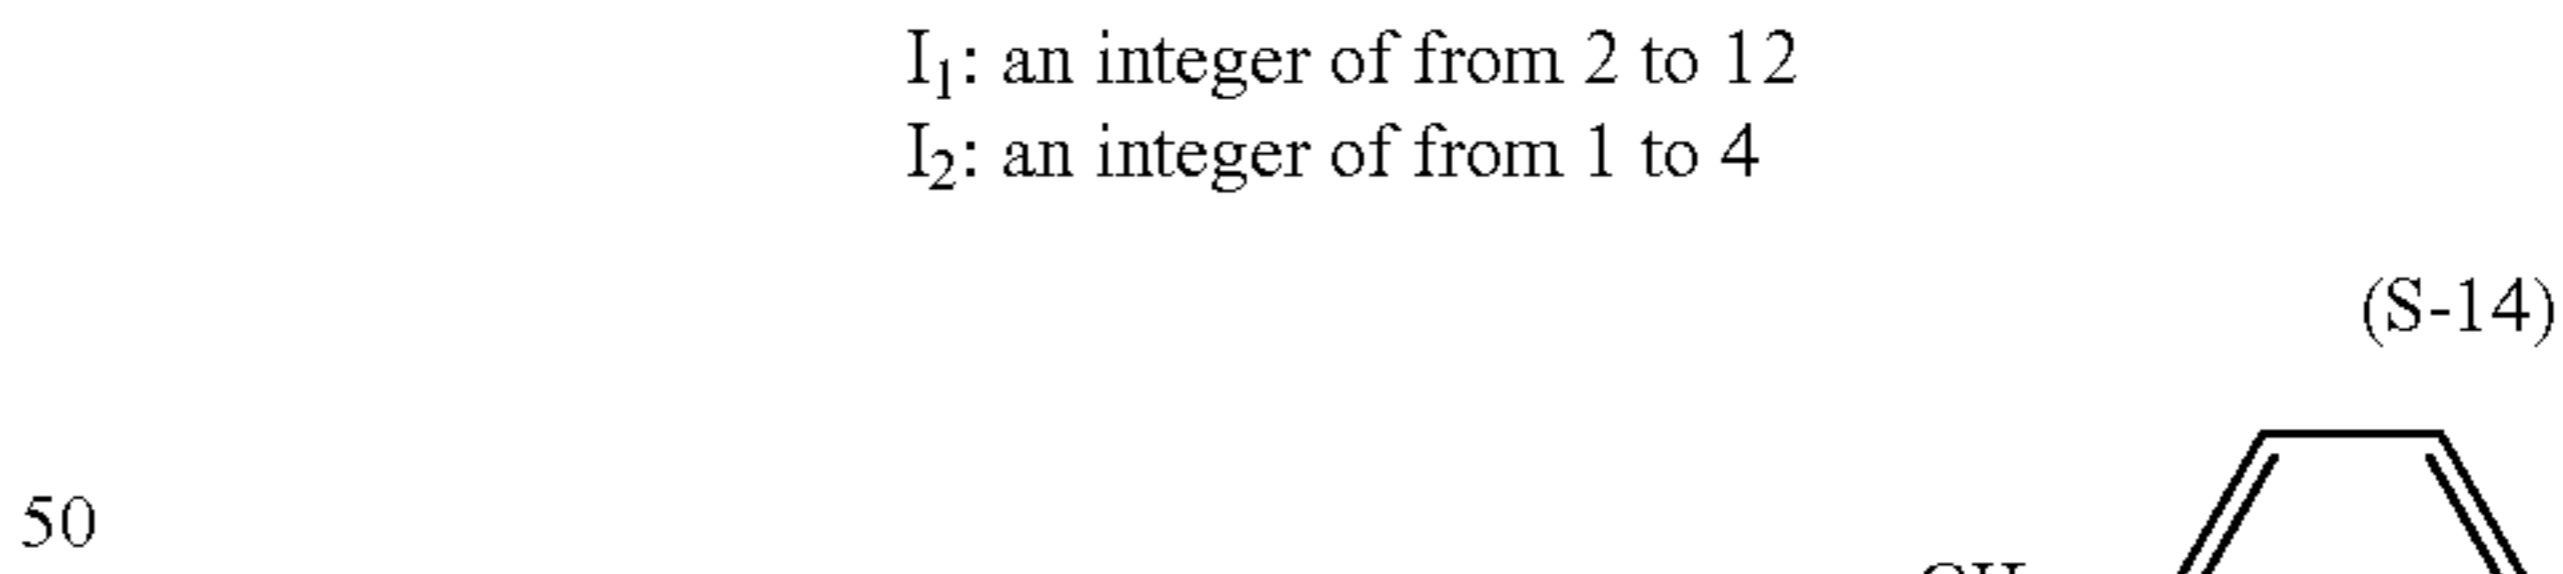 I₁: an integer of from 2 to 12
I₂: an integer of from 1 to 4
(S-14)
50